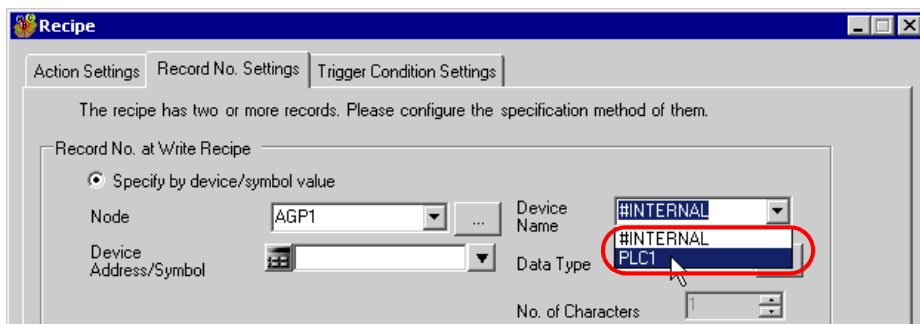 Recipe
Action Settings Record No. Settings Trigger Condition Settings
The recipe has two or more records. Please configure the specification method of them.
Record No. at Write Recipe
Specify by device/symbol value
Node AGP1 ... Device Name #INTERNAL
#INTERNAL
PLC1
Device Address/Symbol Data Type
No. of Characters 1